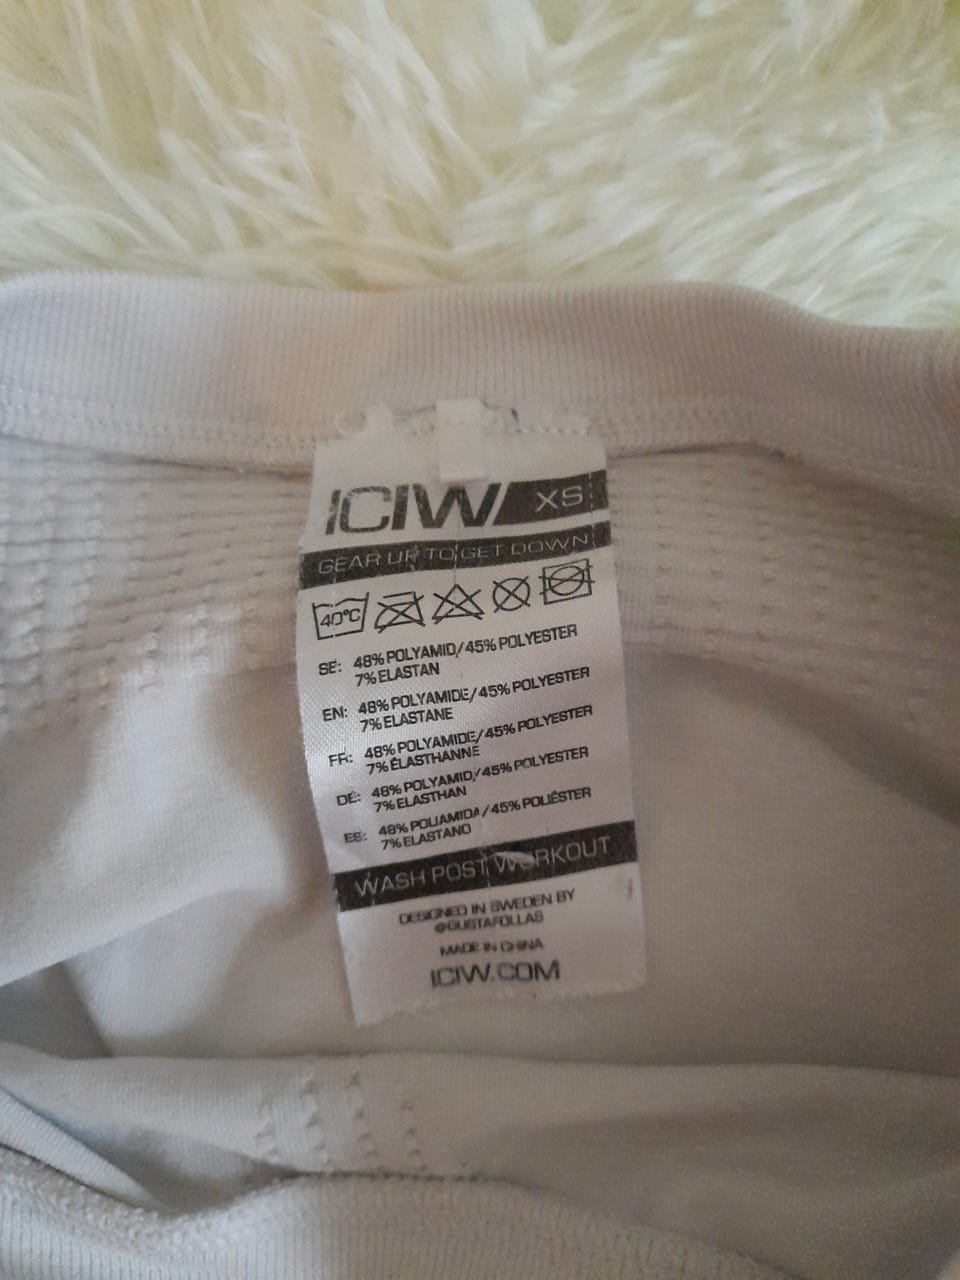 ICIW XS
GEAR UP TO GET DOWN
40°C
SE: 48% POLYAMID/45% POLYESTER
7% ELASTAN
EN: 48% POLYAMIDE/45% POLYESTER
7% ELASTANE
FR: 48% POLYAMIDE/45% POLYESTER
7% ÉLASTHANNE
DE: 48% POLYAMID/45% POLYESTER
7% ELASTHAN
ES: 48% POLIAMIDA/45% POLIÉSTER
7% ELASTANO
WASH POST WORKOUT
DESIGNED IN SWEDEN BY
@GUSTAFOLLAS
MADE IN CHINA
ICIW.COM